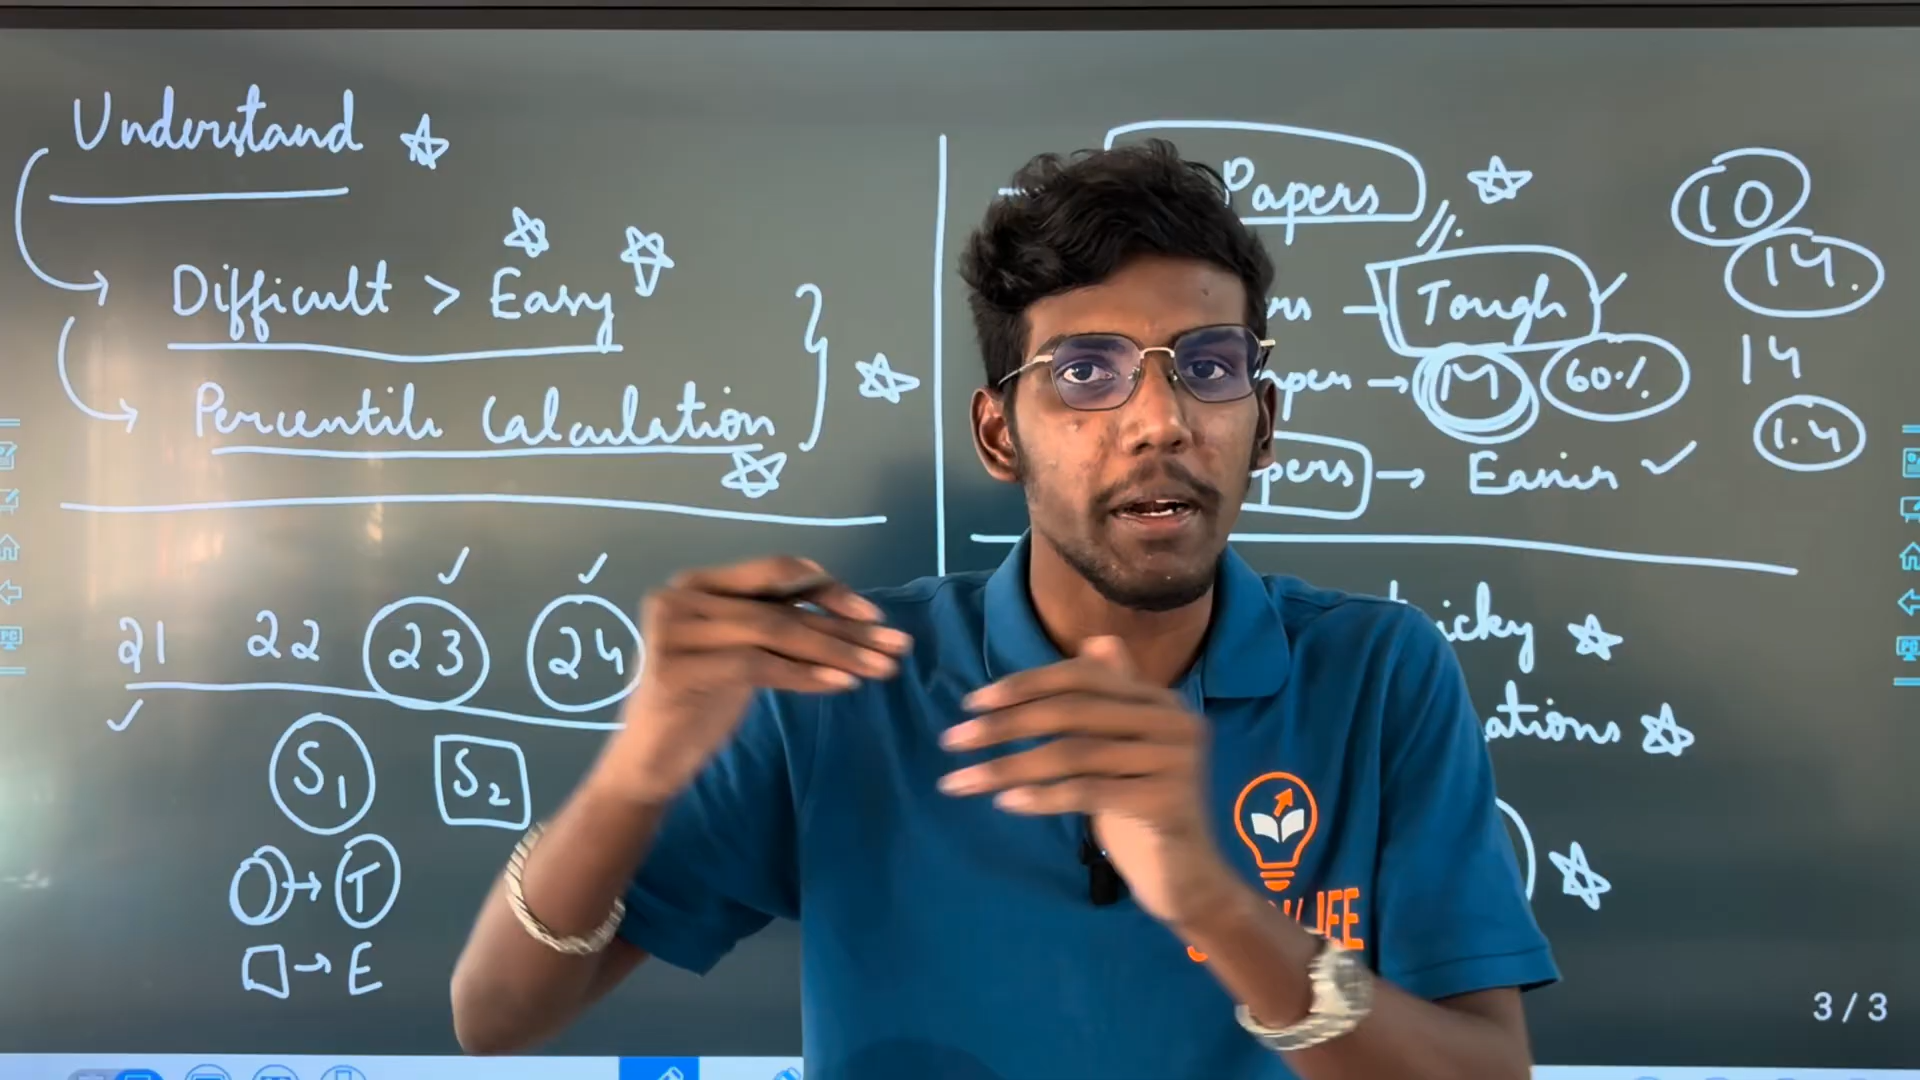 Understand
Difficult > Easy
Percentile Calculation
21 22 23 24
S1 S2
O → T
□ → E
Papers
Tough
→ M 60%
→ Easier
10
14.
14
1.4
JEE
3/3